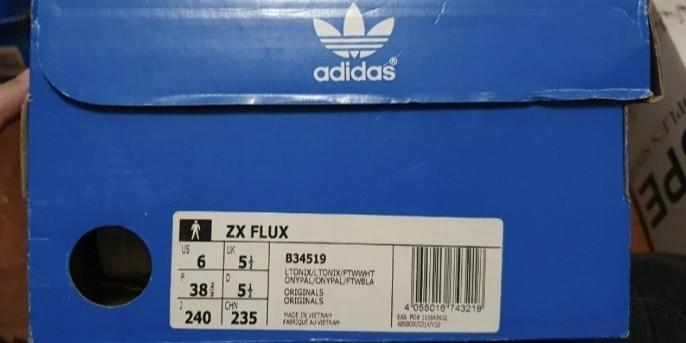 adidas®
ZX FLUX
US 6 UK 5½
F 38⅔ D 5½
J 240 CHN 235
B34519
LTONIX/LTONIX/FTWWHT
ONYPAL/ONYPAL/FTWBLA
ORIGINALS
ORIGINALS
MADE IN VIETNAM
FABRIQUÉ AU VIETNAM
4 055016 743218